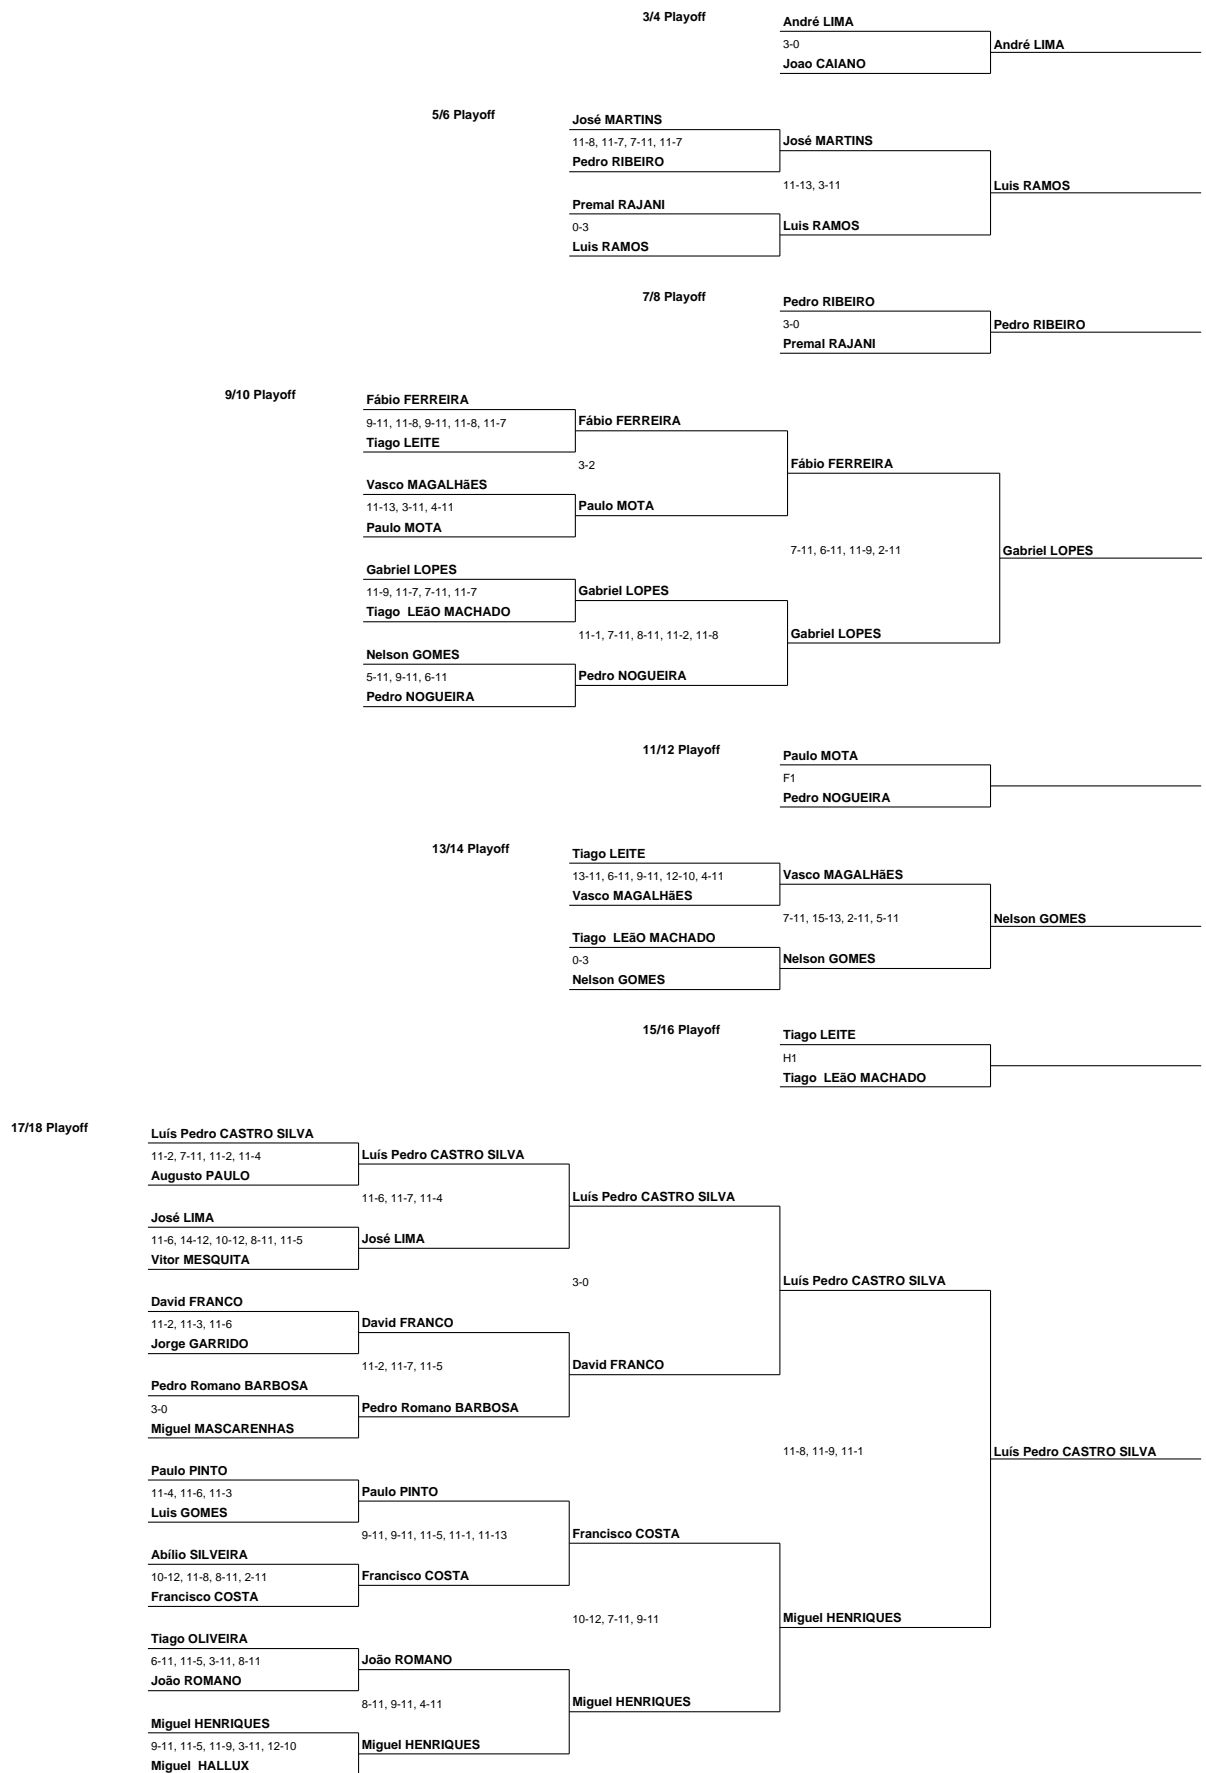 3/4 Playoff
André LIMA
3-0
André LIMA
Joao CAIANO
5/6 Playoff
José MARTINS
11-8, 11-7, 7-11, 11-7
José MARTINS
Pedro RIBEIRO
11-13, 3-11
Luis RAMOS
Premal RAJANI
0-3
Luis RAMOS
Luis RAMOS
7/8 Playoff
Pedro RIBEIRO
3-0
Pedro RIBEIRO
Premal RAJANI
9/10 Playoff
Fábio FERREIRA
9-11, 11-8, 9-11, 11-8, 11-7
Fábio FERREIRA
Tiago LEITE
3-2
Fábio FERREIRA
Vasco MAGALHãES
11-13, 3-11, 4-11
Paulo MOTA
Paulo MOTA
7-11, 6-11, 11-9, 2-11
Gabriel LOPES
Gabriel LOPES
11-9, 11-7, 7-11, 11-7
Gabriel LOPES
Tiago  LEãO MACHADO
11-1, 7-11, 8-11, 11-2, 11-8
Gabriel LOPES
Nelson GOMES
5-11, 9-11, 6-11
Pedro NOGUEIRA
Pedro NOGUEIRA
11/12 Playoff
Paulo MOTA
F1
Pedro NOGUEIRA
13/14 Playoff
Tiago LEITE
13-11, 6-11, 9-11, 12-10, 4-11
Vasco MAGALHãES
Vasco MAGALHãES
7-11, 15-13, 2-11, 5-11
Nelson GOMES
Tiago  LEãO MACHADO
0-3
Nelson GOMES
Nelson GOMES
15/16 Playoff
Tiago LEITE
H1
Tiago  LEãO MACHADO
17/18 Playoff
Luís Pedro CASTRO SILVA
11-2, 7-11, 11-2, 11-4
Luís Pedro CASTRO SILVA
Augusto PAULO
11-6, 11-7, 11-4
Luís Pedro CASTRO SILVA
José LIMA
11-6, 14-12, 10-12, 8-11, 11-5
José LIMA
Vitor MESQUITA
3-0
Luís Pedro CASTRO SILVA
David FRANCO
11-2, 11-3, 11-6
David FRANCO
Jorge GARRIDO
11-2, 11-7, 11-5
David FRANCO
Pedro Romano BARBOSA
3-0
Pedro Romano BARBOSA
Miguel MASCARENHAS
11-8, 11-9, 11-1
Luís Pedro CASTRO SILVA
Paulo PINTO
11-4, 11-6, 11-3
Paulo PINTO
Luis GOMES
9-11, 9-11, 11-5, 11-1, 11-13
Francisco COSTA
Abílio SILVEIRA
10-12, 11-8, 8-11, 2-11
Francisco COSTA
Francisco COSTA
10-12, 7-11, 9-11
Miguel HENRIQUES
Tiago OLIVEIRA
6-11, 11-5, 3-11, 8-11
João ROMANO
João ROMANO
8-11, 9-11, 4-11
Miguel HENRIQUES
Miguel HENRIQUES
9-11, 11-5, 11-9, 3-11, 12-10
Miguel HENRIQUES
Miguel  HALLUX